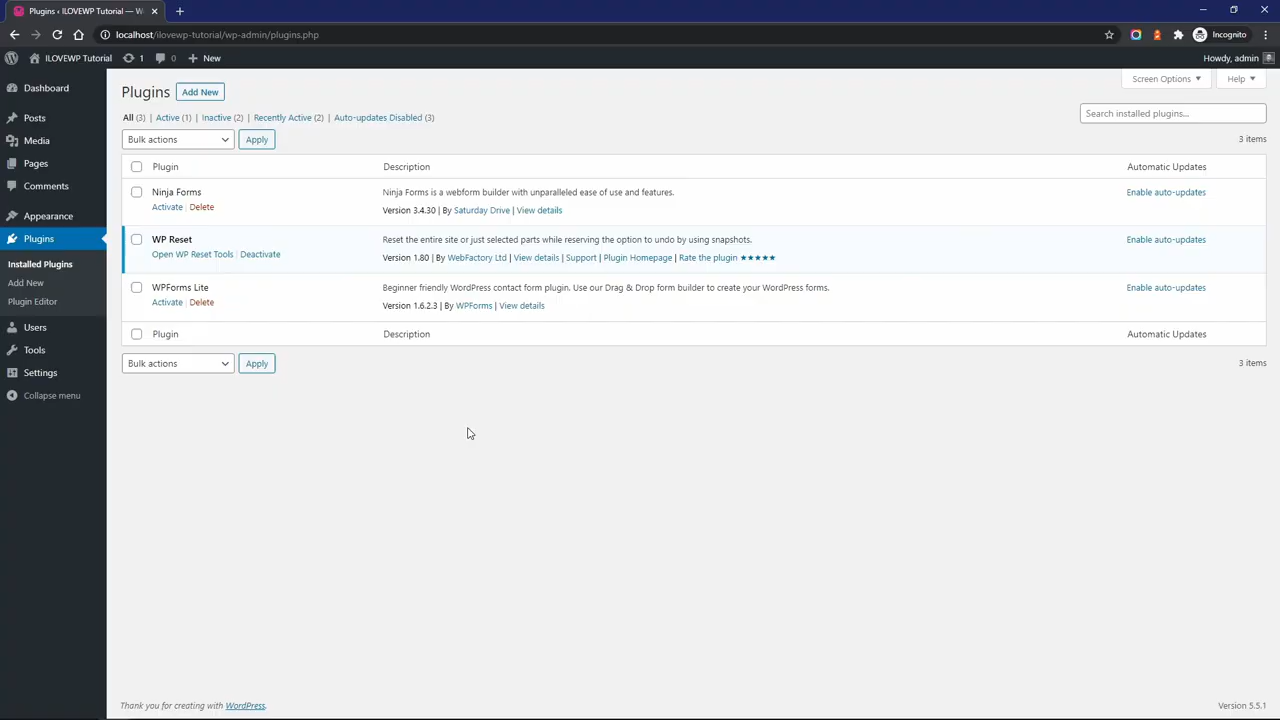 Plugins ‹ ILOVEWP Tutorial — W
localhost/ilovewp-tutorial/wp-admin/plugins.php
Incognito
ILOVEWP Tutorial 1 0 New
Howdy, admin
Dashboard
Posts
Media
Pages
Comments
Appearance
Plugins
Installed Plugins
Add New
Plugin Editor
Users
Tools
Settings
Collapse menu
Screen Options Help
Plugins Add New
All (3) | Active (1) | Inactive (2) | Recently Active (2) | Auto-updates Disabled (3)
Search installed plugins...
Bulk actions Apply
3 items
Plugin Description Automatic Updates
Ninja Forms Ninja Forms is a webform builder with unparalleled ease of use and features. Enable auto-updates
Activate | Delete Version 3.4.30 | By Saturday Drive | View details
WP Reset Reset the entire site or just selected parts while reserving the option to undo by using snapshots. Enable auto-updates
Open WP Reset Tools | Deactivate Version 1.80 | By WebFactory Ltd | View details | Support | Plugin Homepage | Rate the plugin ★★★★★
WPForms Lite Beginner friendly WordPress contact form plugin. Use our Drag & Drop form builder to create your WordPress forms. Enable auto-updates
Activate | Delete Version 1.6.2.3 | By WPForms | View details
Plugin Description Automatic Updates
Bulk actions Apply
3 items
Thank you for creating with WordPress.
Version 5.5.1